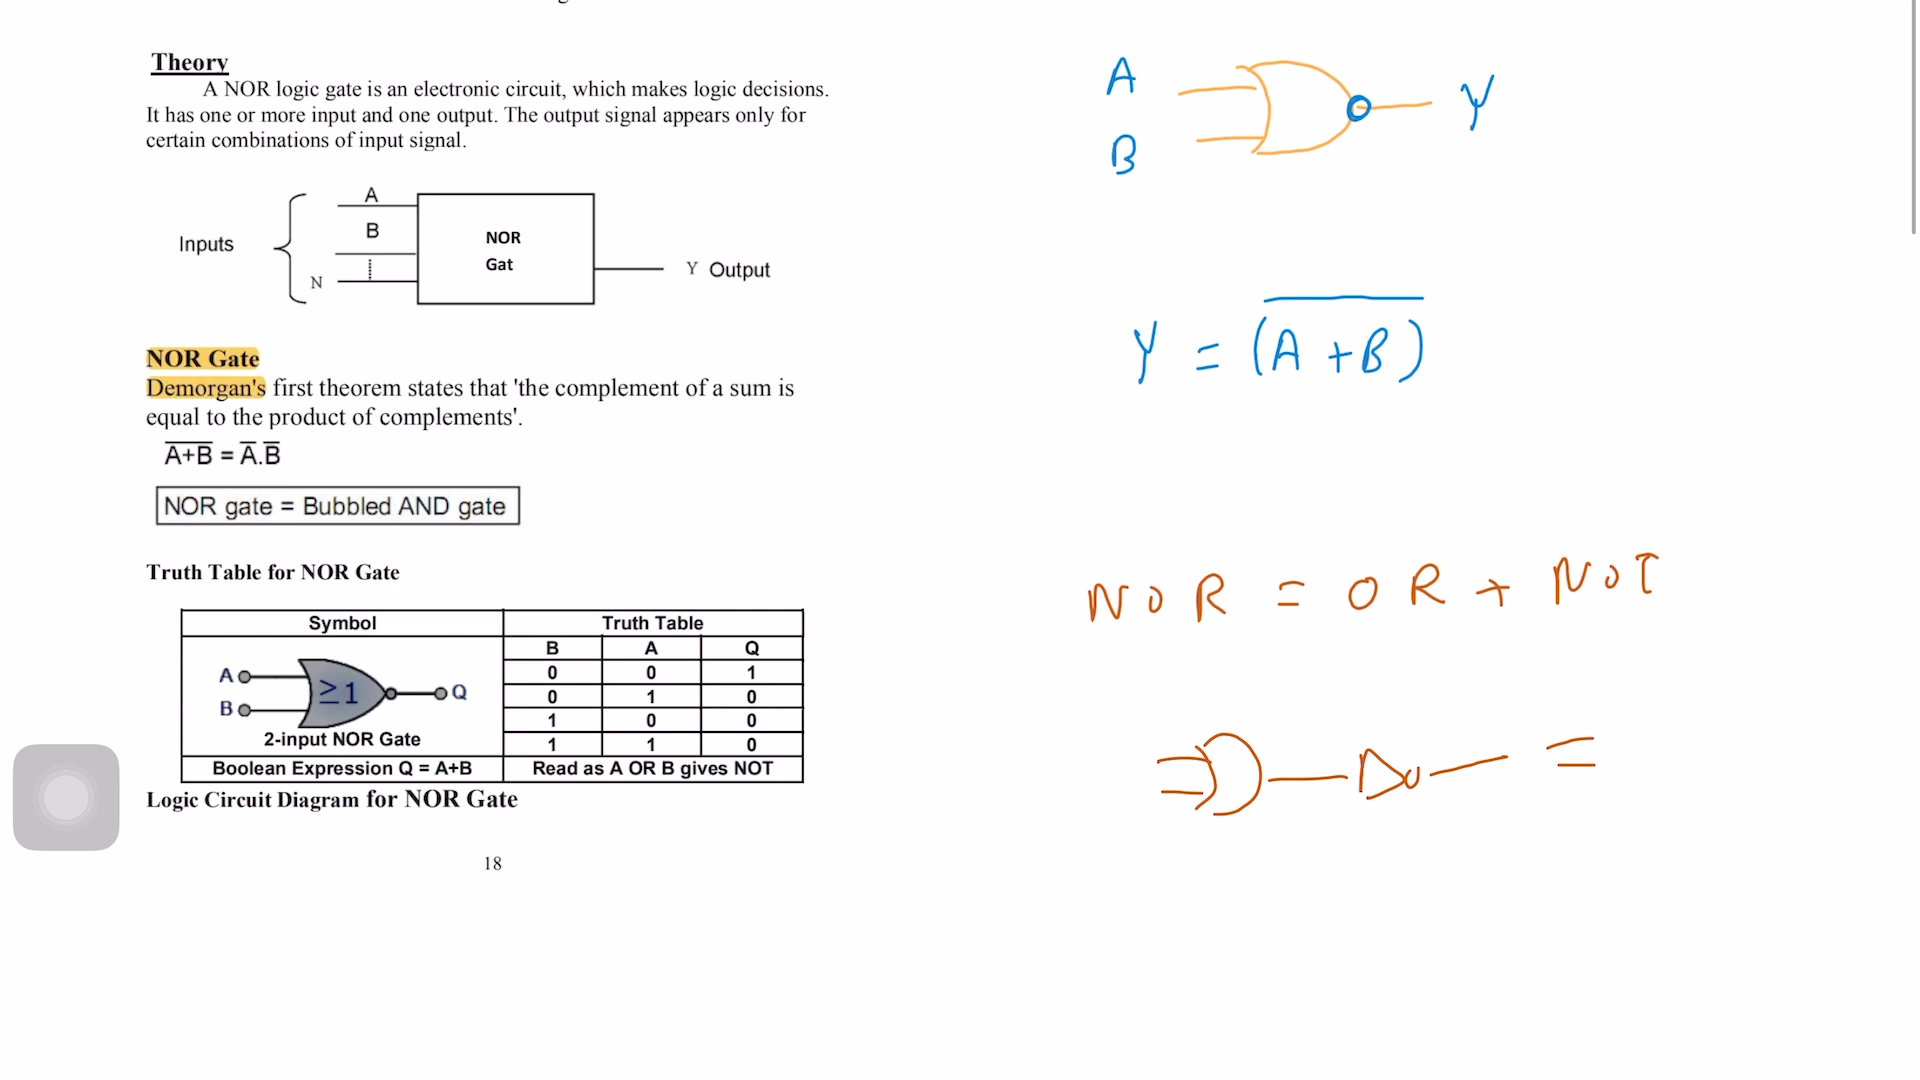 Theory
A NOR logic gate is an electronic circuit, which makes logic decisions.
It has one or more input and one output. The output signal appears only for
certain combinations of input signal.
A
B
Inputs
N
NOR
Gat
Y Output
NOR Gate
Demorgan's first theorem states that 'the complement of a sum is
equal to the product of complements'.
A̅+̅B̅ = A̅.B̅
NOR gate = Bubbled AND gate
Truth Table for NOR Gate
Symbol Truth Table
B A Q
0 0 1
0 1 0
1 0 0
1 1 0
A
B
≥1
Q
2-input NOR Gate
Boolean Expression Q = A+B Read as A OR B gives NOT
Logic Circuit Diagram for NOR Gate
18
A
B
Y
Y = (̅A̅ ̅+̅B̅)̅
NOR = OR + NOT
=